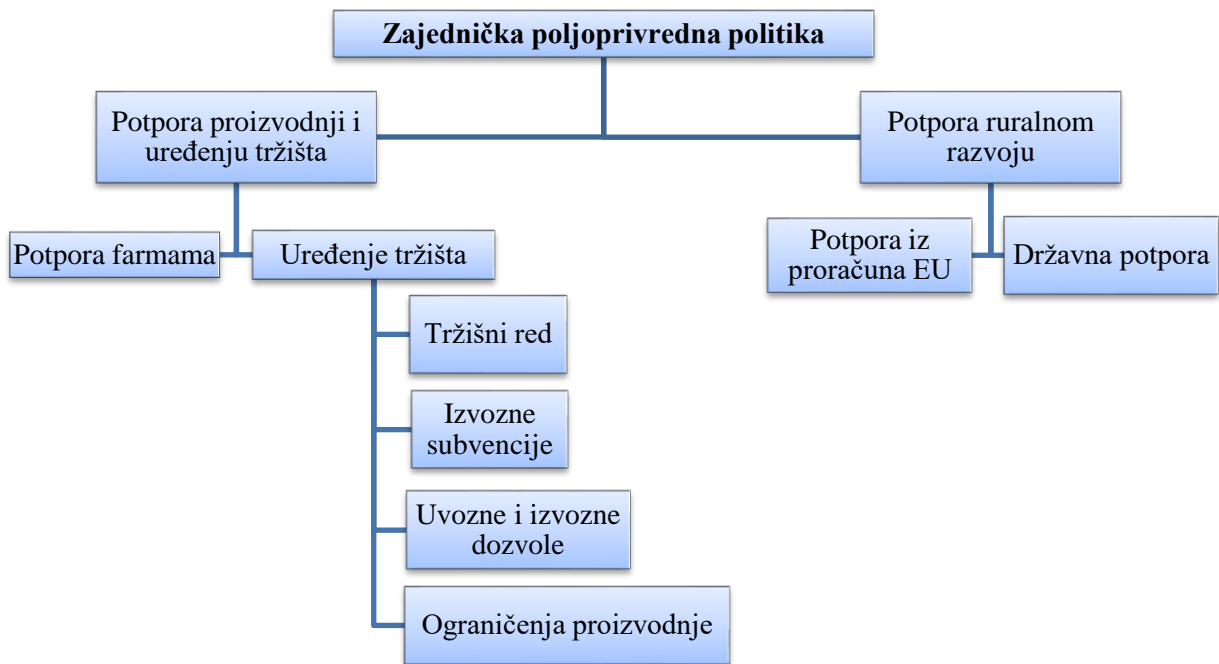 Zajednička poljoprivredna politika
Potpora proizvodnji i
uređenju tržišta
Potpora ruralnom
razvoju
Potpora farmama
Uređenje tržišta
Potpora iz
proračuna EU
Državna potpora
Tržišni red
Izvozne
subvencije
Uvozne i izvozne
dozvole
Ograničenja proizvodnje